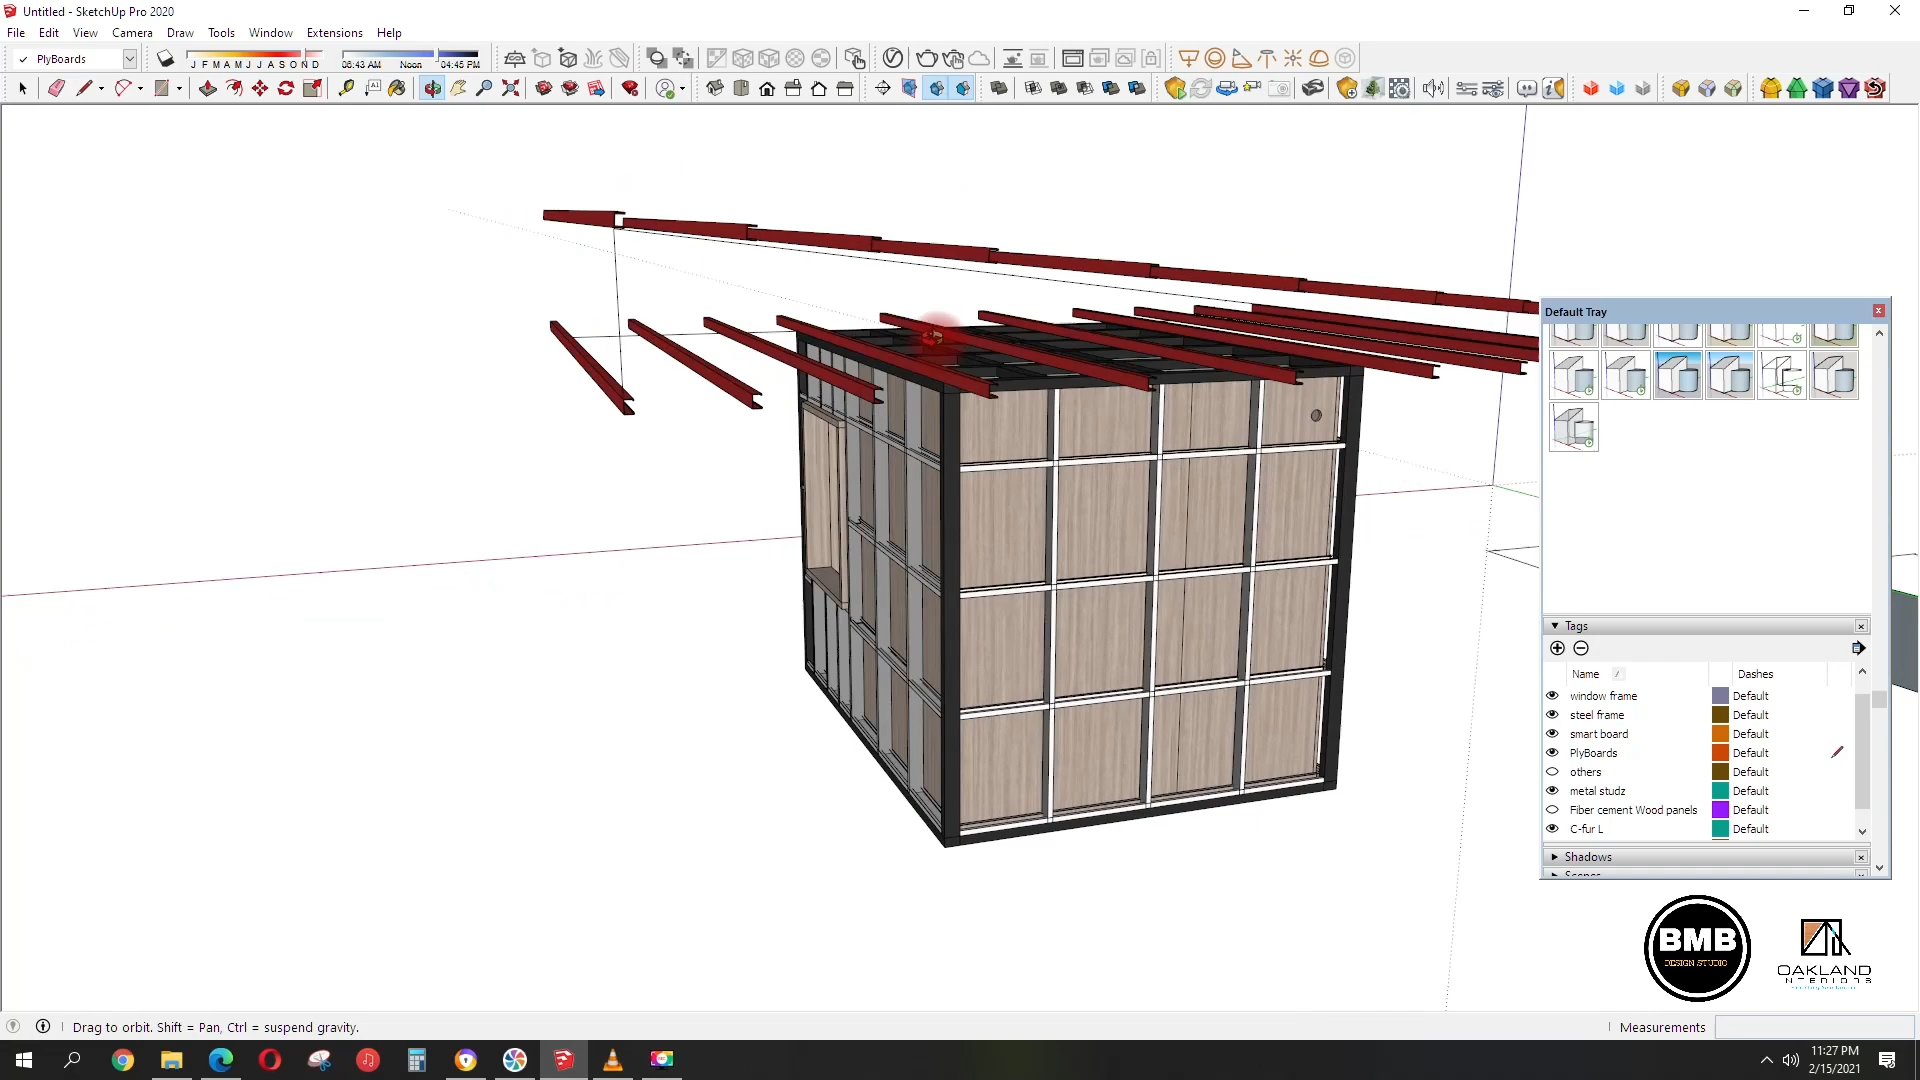 Untitled - SketchUp Pro 2020
File Edit View Camera Draw Tools Window Extensions Help
PlyBoards
J F M A M J J A S O N D
06:43 AM Noon 04:45 PM
Default Tray
Tags
Name Dashes
window frame Default
steel frame Default
smart board Default
PlyBoards Default
others Default
metal studz Default
Fiber cement Wood panels Default
C-fur L Default
Shadows
Scenes
BMB
DESIGN STUDIO
OAKLAND
INTERIORS
Drag to orbit. Shift = Pan, Ctrl = suspend gravity.
Measurements
11:27 PM
2/15/2021